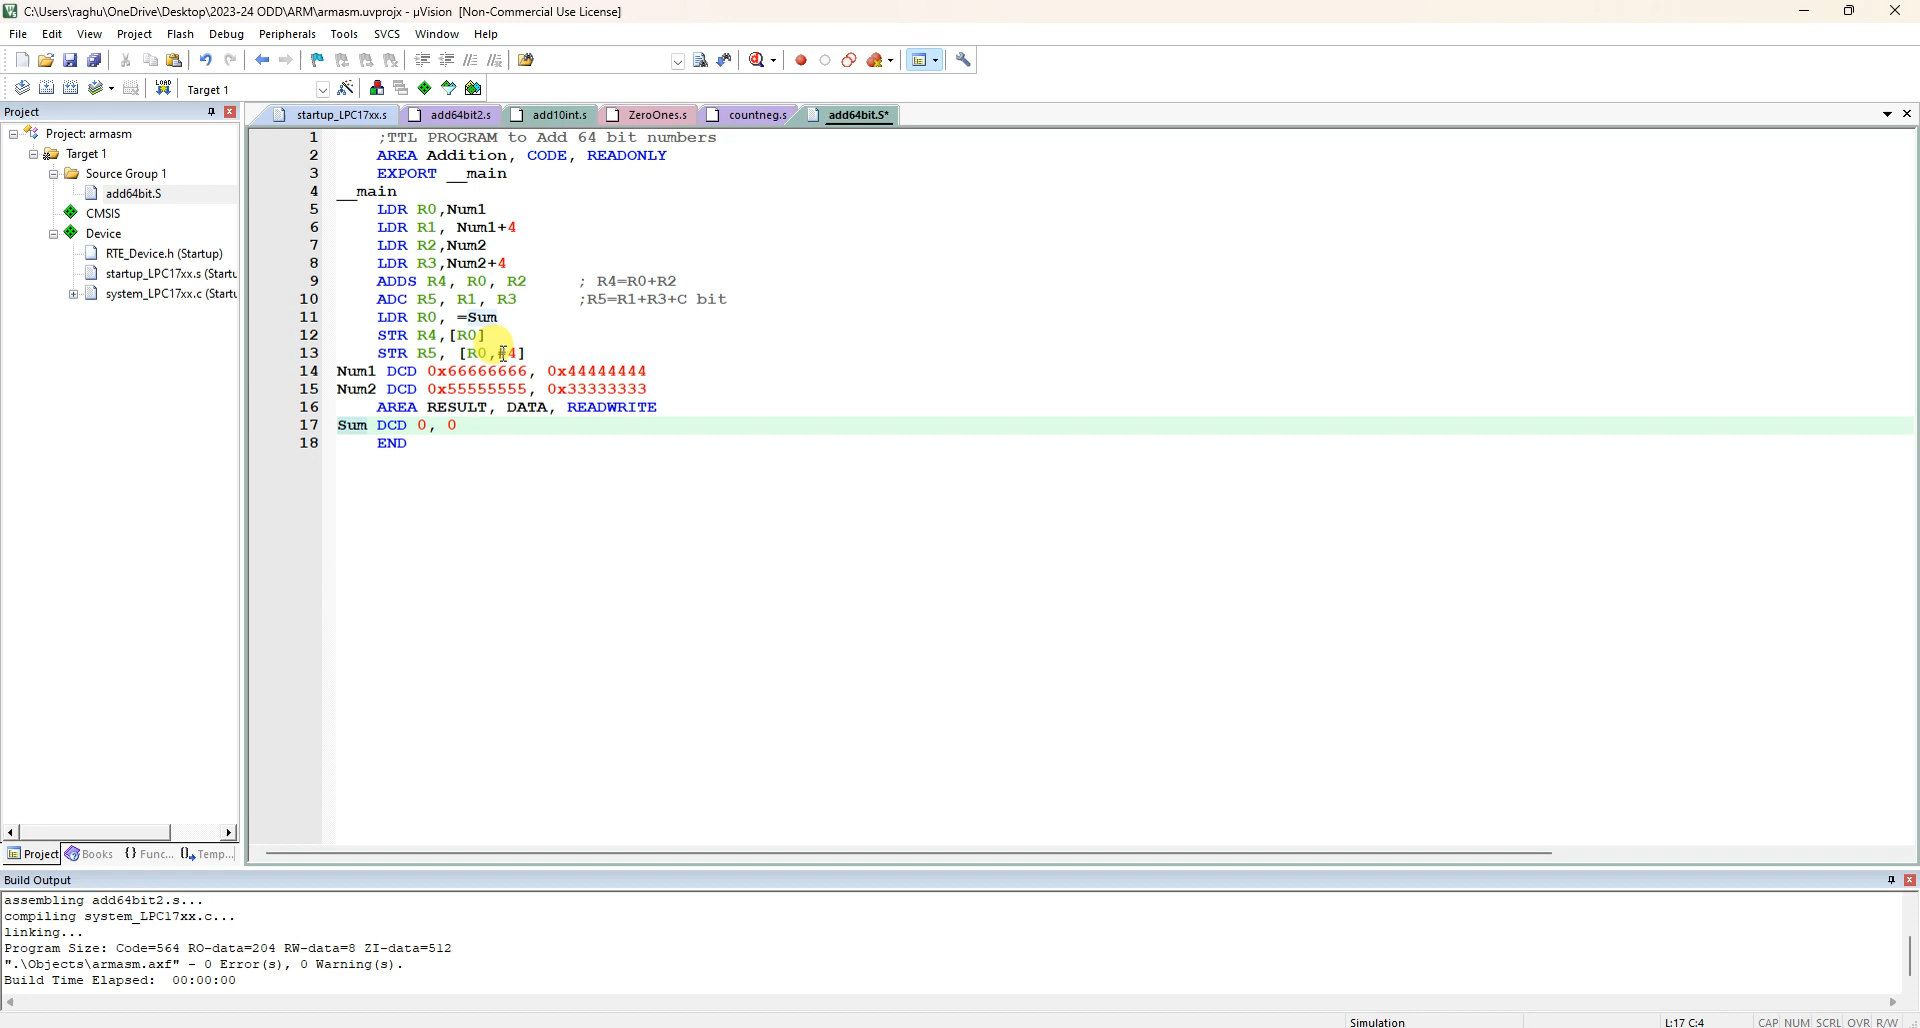 C:\Users\raghu\OneDrive\Desktop\2023-24 ODD\ARM\armasm.uvprojx - µVision [Non-Commercial Use License]
File Edit View Project Flash Debug Peripherals Tools SVCS Window Help
LOAD Target 1
Project
Project: armasm
Target 1
Source Group 1
add64bit.S
CMSIS
Device
RTE_Device.h (Startup)
startup_LPC17xx.s (Startu
system_LPC17xx.c (Startu
Project Books {} Func... Temp...
startup_LPC17xx.s add64bit2.s add10int.s ZeroOnes.s countneg.s add64bit.S*
1 ;TTL PROGRAM to Add 64 bit numbers
2 AREA Addition, CODE, READONLY
3 EXPORT __main
4 __main
5 LDR R0,Num1
6 LDR R1, Num1+4
7 LDR R2,Num2
8 LDR R3,Num2+4
9 ADDS R4, R0, R2 ; R4=R0+R2
10 ADC R5, R1, R3 ;R5=R1+R3+C bit
11 LDR R0, =Sum
12 STR R4,[R0]
13 STR R5, [R0,#4]
14 Num1 DCD 0x66666666, 0x44444444
15 Num2 DCD 0x55555555, 0x33333333
16 AREA RESULT, DATA, READWRITE
17 Sum DCD 0, 0
18 END
Build Output
assembling add64bit2.s...
compiling system_LPC17xx.c...
linking...
Program Size: Code=564 RO-data=204 RW-data=8 ZI-data=512
".\Objects\armasm.axf" - 0 Error(s), 0 Warning(s).
Build Time Elapsed: 00:00:00
Simulation L:17 C:4 CAP NUM SCRL OVR R/W